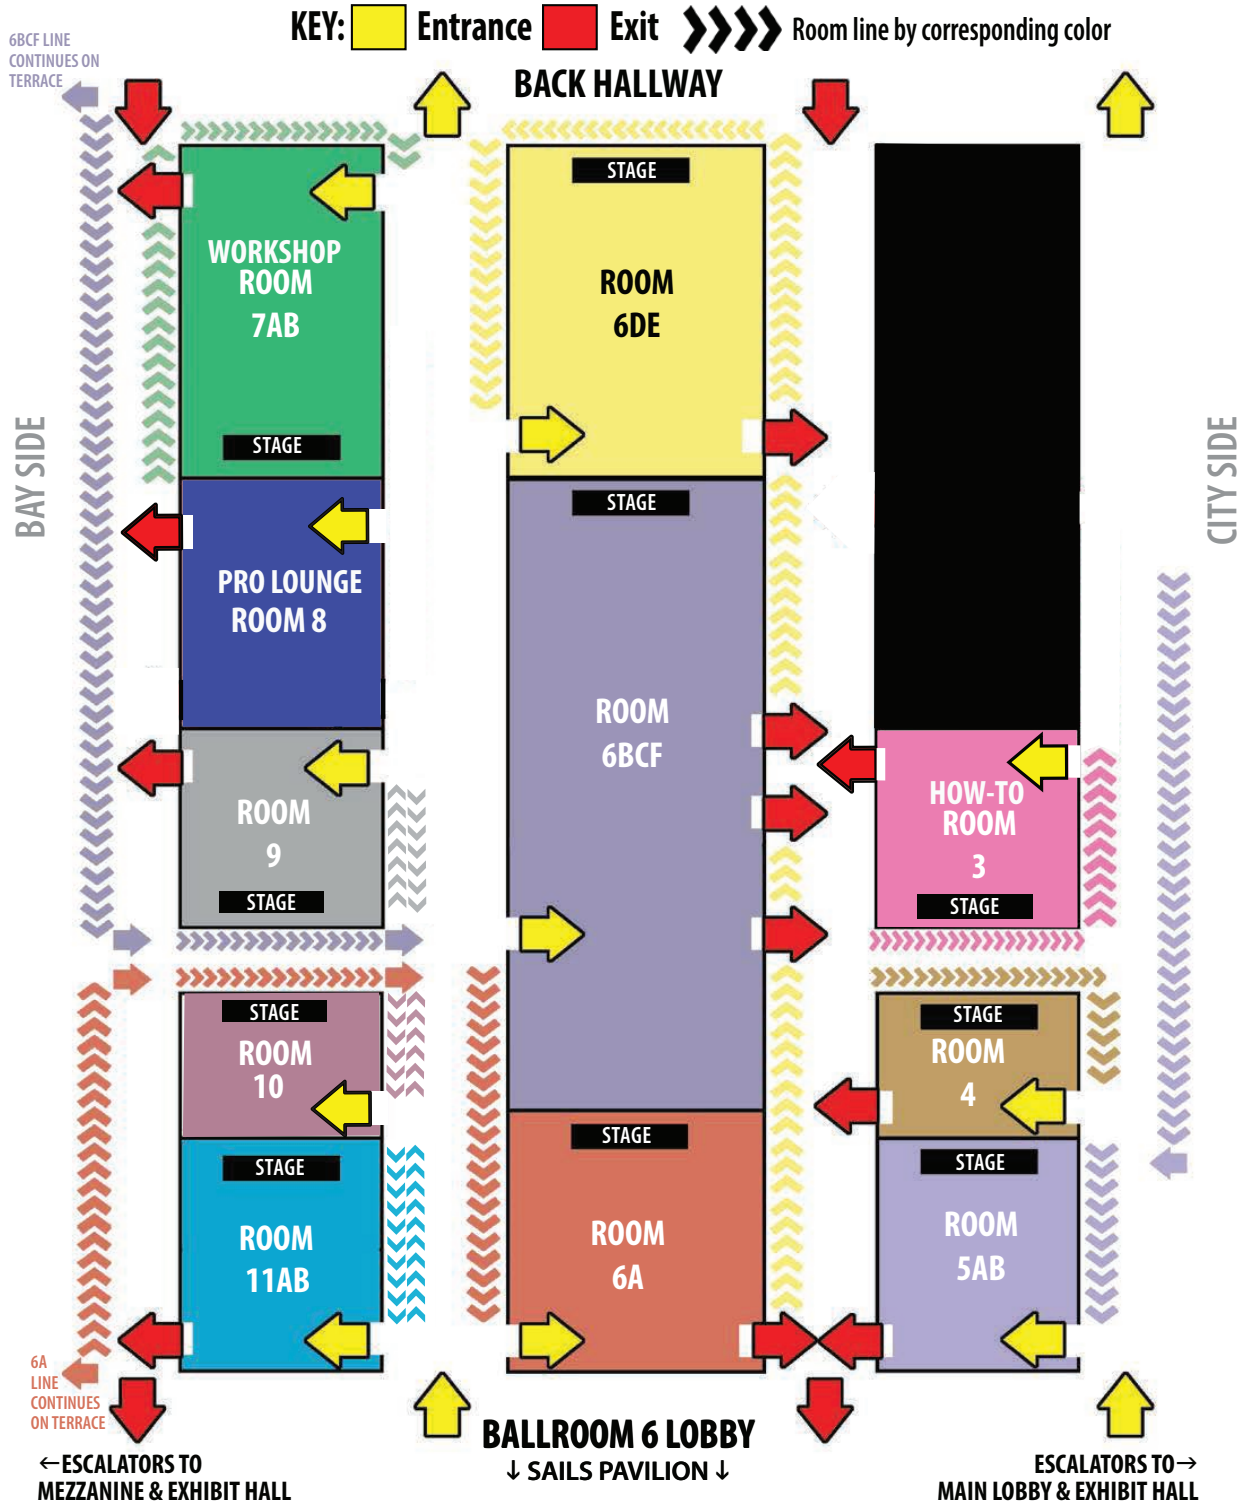 KEY: Entrance Exit Room line by corresponding color
6BCF LINE
CONTINUES ON
TERRACE
BACK HALLWAY
STAGE
WORKSHOP
ROOM
7AB
STAGE
ROOM
6DE
BAY SIDE
CITY SIDE
STAGE
PRO LOUNGE
ROOM 8
ROOM
6BCF
ROOM
9
STAGE
HOW-TO
ROOM
3
STAGE
STAGE
ROOM
10
STAGE
ROOM
4
STAGE
ROOM
11AB
STAGE
ROOM
6A
STAGE
ROOM
5AB
6A
LINE
CONTINUES
ON TERRACE
BALLROOM 6 LOBBY
↓ SAILS PAVILION ↓
←ESCALATORS TO
MEZZANINE & EXHIBIT HALL
ESCALATORS TO→
MAIN LOBBY & EXHIBIT HALL